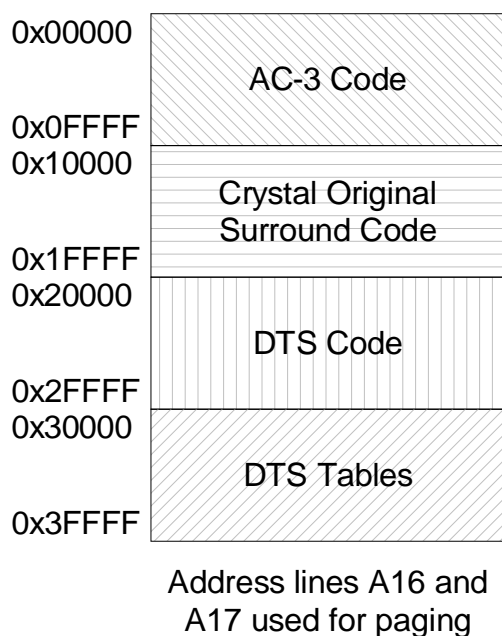 0x00000
AC-3 Code
0x0FFFF
0x10000
Crystal Original
Surround Code
0x1FFFF
0x20000
DTS Code
0x2FFFF
0x30000
DTS Tables
0x3FFFF
Address lines A16 and
A17 used for paging